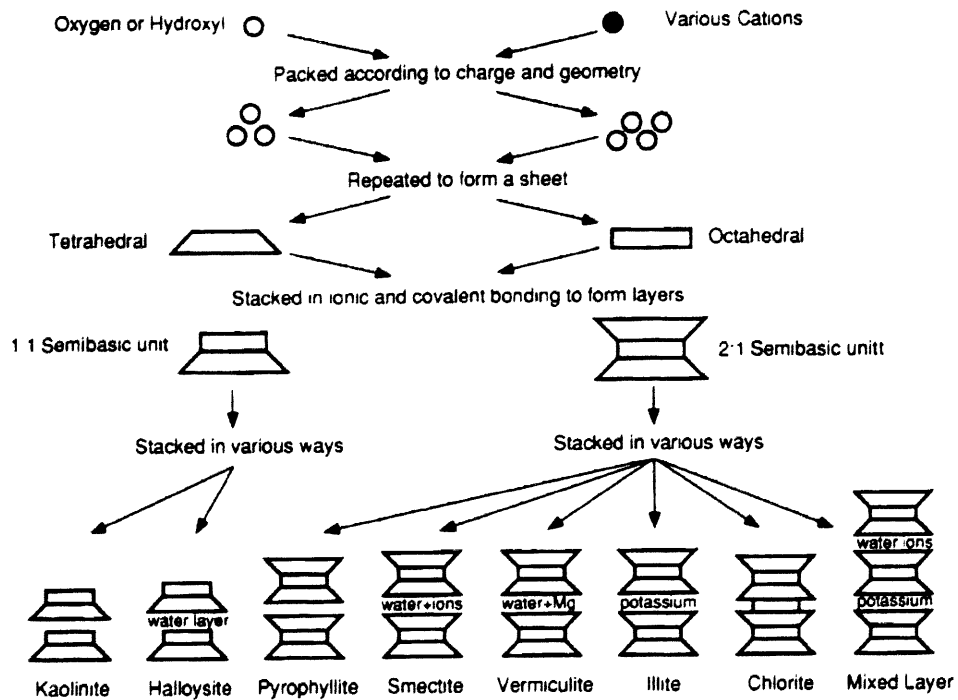 Oxygen or Hydroxyl
Various Cations
Packed according to charge and geometry
Repeated to form a sheet
Tetrahedral
Octahedral
Stacked in ionic and covalent bonding to form layers
1 1 Semibasic unit
2:1 Semibasic unitt
Stacked in various ways
Stacked in various ways
water ions
water layer
water+ions
water+Mg
potassium
potassium
Kaolinite
Halloysite
Pyrophyllite
Smectite
Vermiculite
Illite
Chlorite
Mixed Layer